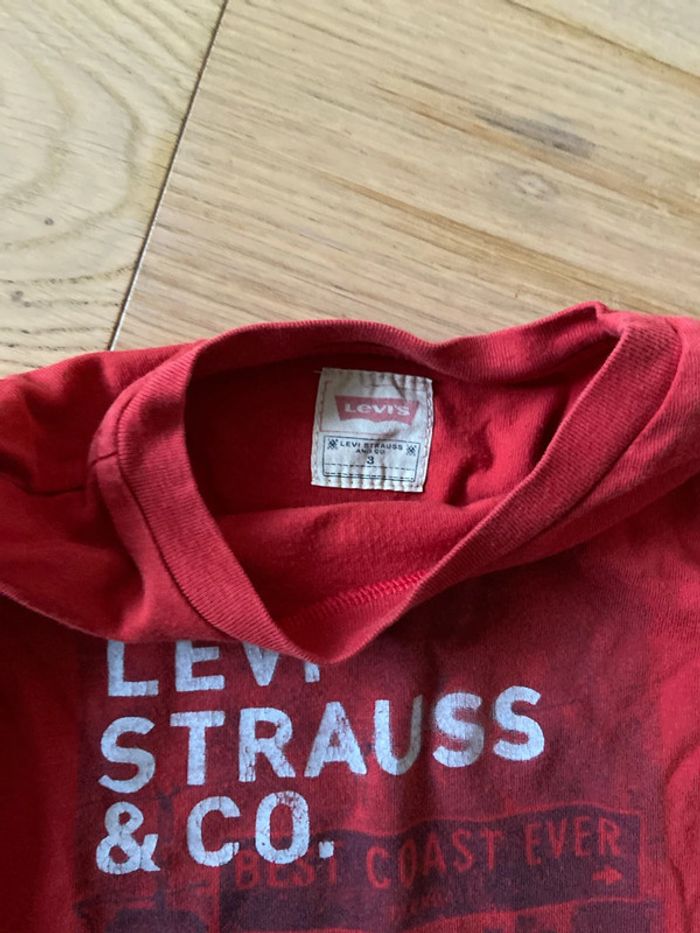 LEVI'S
LEVI STRAUSS
AND CO
3
LEVI
STRAUSS
& CO.
BEST COAST EVER